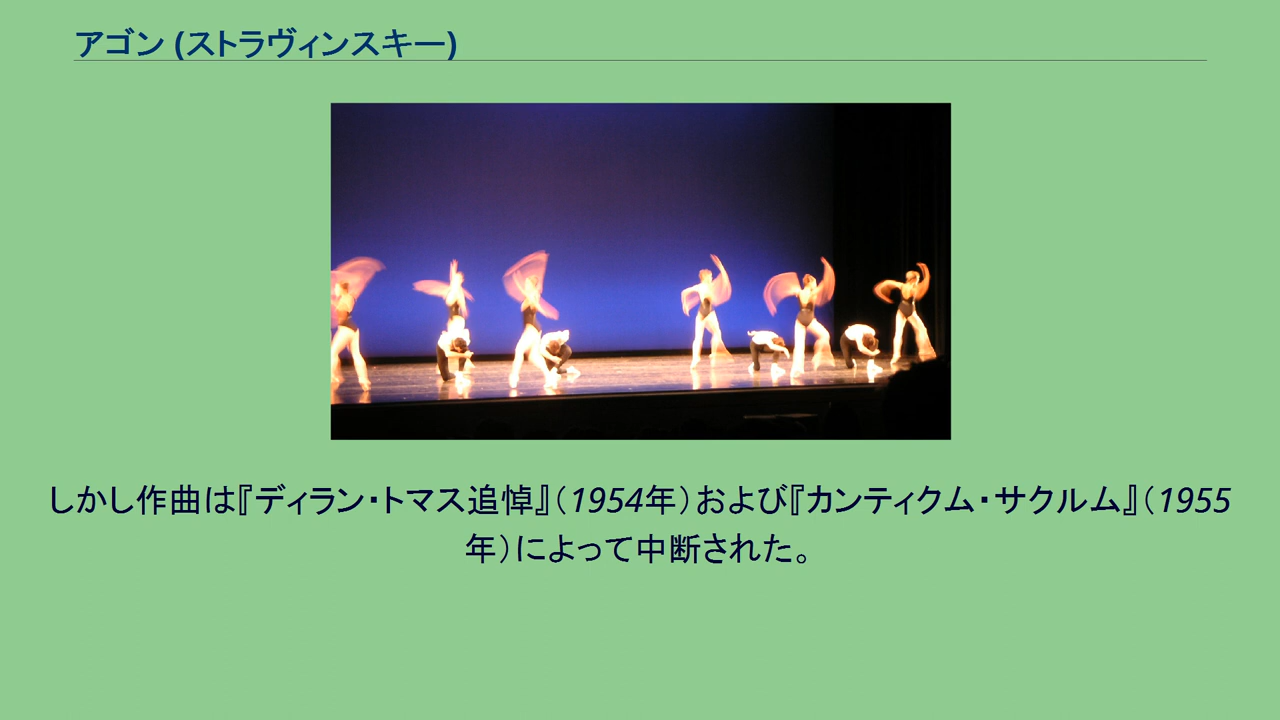 アゴン (ストラヴィンスキー)
しかし作曲は『ディラン・トマス追悼』（1954年）および『カンティクム・サクルム』（1955
年）によって中断された。